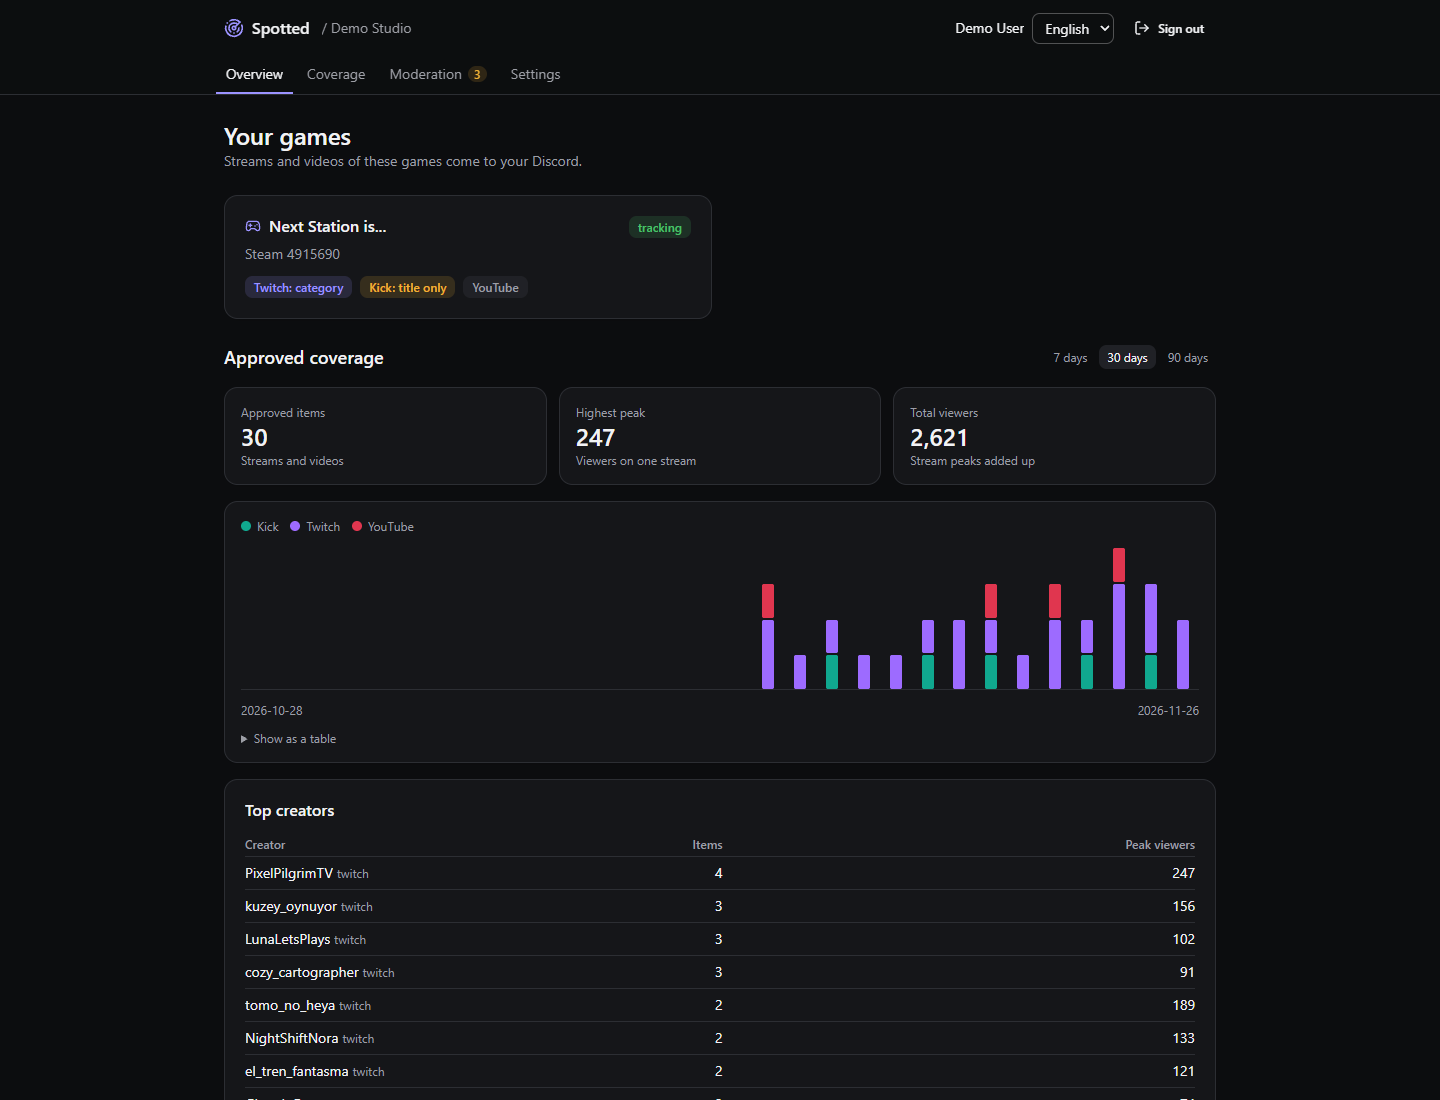 Spotted / Demo Studio
Demo User English Sign out
Overview Coverage Moderation 3 Settings
Your games
Streams and videos of these games come to your Discord.
Next Station is... tracking
Steam 4915690
Twitch: category Kick: title only YouTube
Approved coverage
7 days 30 days 90 days
Approved items
30
Streams and videos
Highest peak
247
Viewers on one stream
Total viewers
2,621
Stream peaks added up
Kick Twitch YouTube
2026-10-28 2026-11-26
Show as a table
Top creators
Creator Items Peak viewers
PixelPilgrimTV twitch 4 247
kuzey_oynuyor twitch 3 156
LunaLetsPlays twitch 3 102
cozy_cartographer twitch 3 91
tomo_no_heya twitch 2 189
NightShiftNora twitch 2 133
el_tren_fantasma twitch 2 121